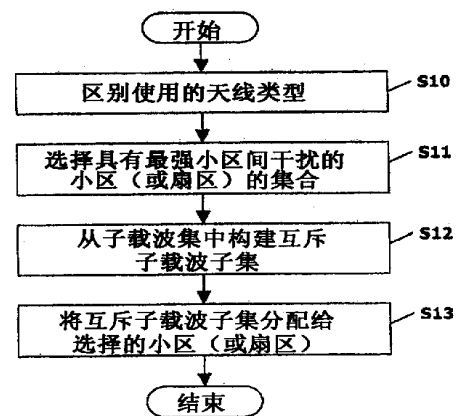 开始
区别使用的天线类型
S10
选择具有最强小区间干扰的
小区（或扇区）的集合
S11
从子载波集中构建互斥
子载波子集
S12
将互斥子载波子集分配给
选择的小区（或扇区）
S13
结束